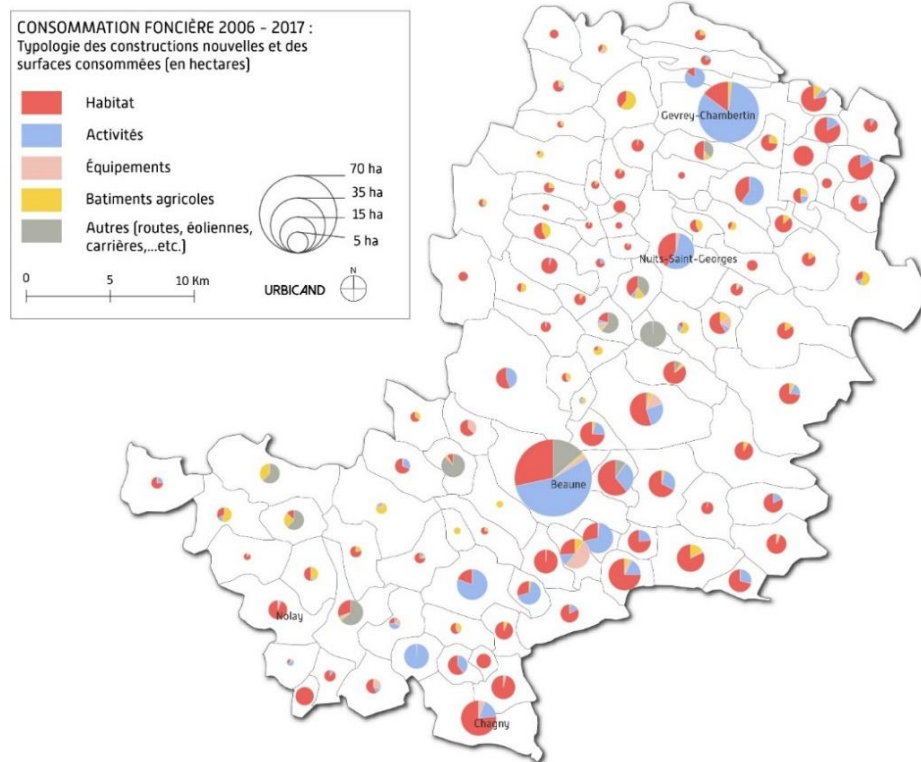 CONSOMMATION FONCIÈRE 2006 - 2017 :
Typologie des constructions nouvelles et des
surfaces consommées (en hectares)
Habitat
Activités
Équipements
Batiments agricoles
Autres (routes, éoliennes,
carrières,...etc.)
70 ha
35 ha
15 ha
5 ha
0 5 10 Km
URBICAND
N
Gevrey-Chambertin
Nuits-Saint-Georges
Beaune
Nolay
Chagny